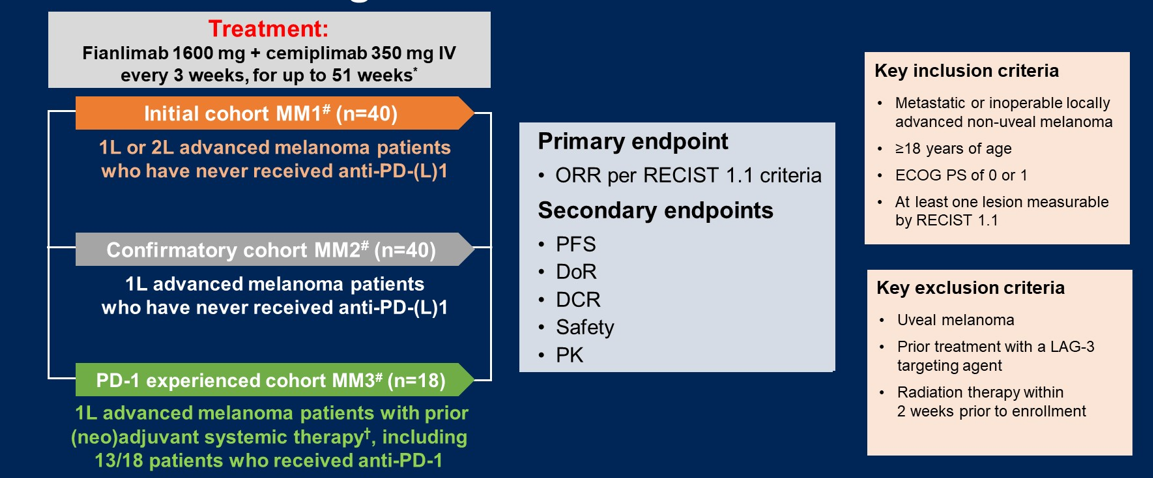 Treatment:
Fianlimab 1600 mg + cemiplimab 350 mg IV
every 3 weeks, for up to 51 weeks*
Initial cohort MM1# (n=40)
1L or 2L advanced melanoma patients
who have never received anti-PD-(L)1
Confirmatory cohort MM2# (n=40)
1L advanced melanoma patients
who have never received anti-PD-(L)1
PD-1 experienced cohort MM3# (n=18)
1L advanced melanoma patients with prior
(neo)adjuvant systemic therapy†, including
13/18 patients who received anti-PD-1
Primary endpoint
• ORR per RECIST 1.1 criteria
Secondary endpoints
• PFS
• DoR
• DCR
• Safety
• PK
Key inclusion criteria
• Metastatic or inoperable locally
advanced non-uveal melanoma
• ≥18 years of age
• ECOG PS of 0 or 1
• At least one lesion measurable
by RECIST 1.1
Key exclusion criteria
• Uveal melanoma
• Prior treatment with a LAG-3
targeting agent
• Radiation therapy within
2 weeks prior to enrollment